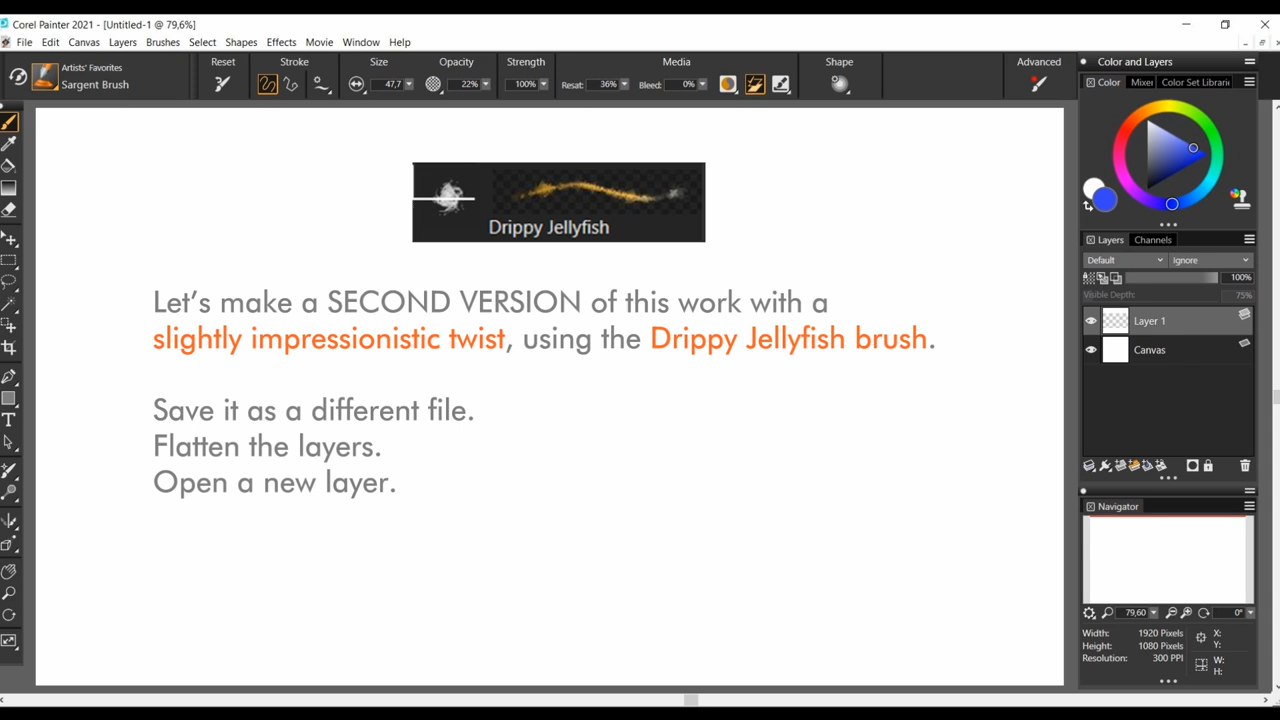 Corel Painter 2021 - [Untitled-1 @ 79,6%]
File Edit Canvas Layers Brushes Select Shapes Effects Movie Window Help
Artists' Favorites
Sargent Brush
Reset Stroke Size Opacity Strength Media Shape Advanced
47,7 22% 100% Resat: 36% Bleed: 0%
Color and Layers
Color Mixer Color Set Librarie
Drippy Jellyfish
Let's make a SECOND VERSION of this work with a
slightly impressionistic twist, using the Drippy Jellyfish brush.
Save it as a different file.
Flatten the layers.
Open a new layer.
Layers Channels
Default Ignore
100%
Visible Depth: 75%
Layer 1
Canvas
Navigator
79,60 0°
Width: 1920 Pixels X:
Height: 1080 Pixels Y:
Resolution: 300 PPI W:
H: